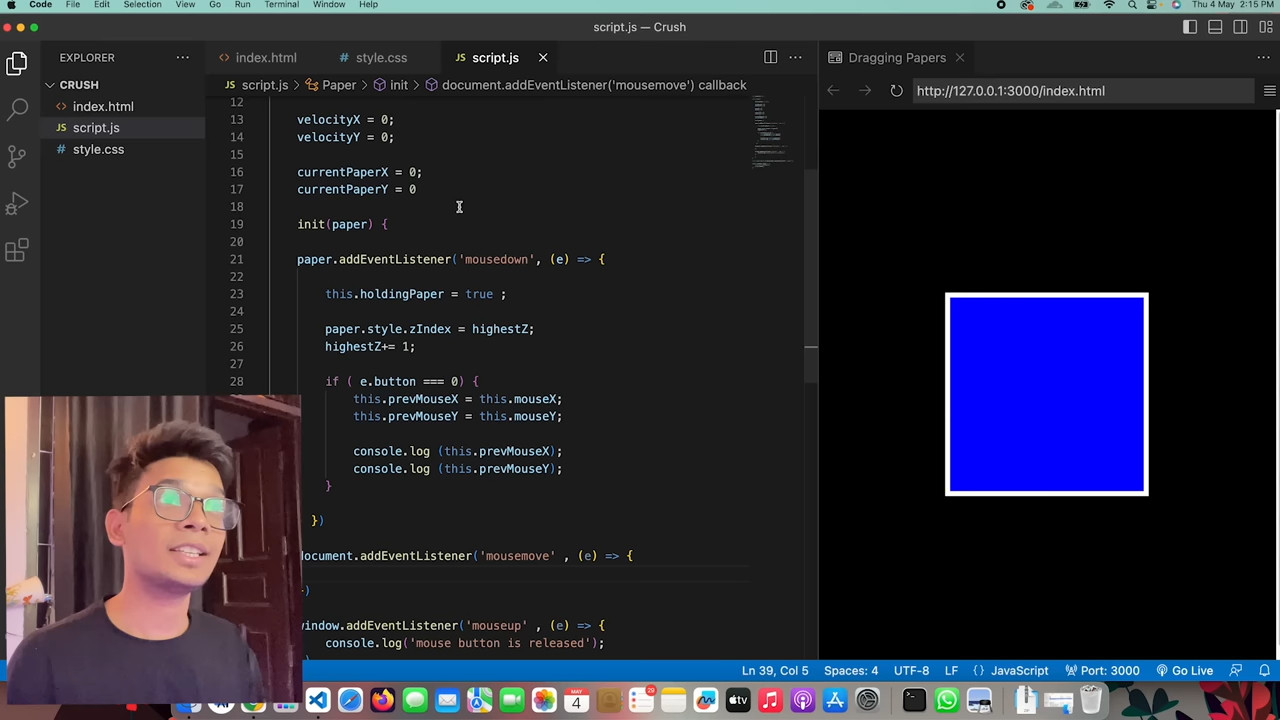 Code File Edit Selection View Go Run Terminal Window Help
Thu 4 May 2:15 PM
script.js — Crush
EXPLORER
CRUSH
index.html
script.js
style.css
index.html style.css script.js
script.js > Paper > init > document.addEventListener('mousemove') callback
12
13 velocityX = 0;
14 velocityY = 0;
15
16 currentPaperX = 0;
17 currentPaperY = 0
18
19 init(paper) {
20
21 paper.addEventListener('mousedown', (e) => {
22
23 this.holdingPaper = true ;
24
25 paper.style.zIndex = highestZ;
26 highestZ+= 1;
27
28 if ( e.button === 0) {
this.prevMouseX = this.mouseX;
this.prevMouseY = this.mouseY;
console.log (this.prevMouseX);
console.log (this.prevMouseY);
}
})
document.addEventListener('mousemove' , (e) => {
})
window.addEventListener('mouseup' , (e) => {
console.log('mouse button is released');
Dragging Papers
http://127.0.0.1:3000/index.html
Ln 39, Col 5 Spaces: 4 UTF-8 LF {} JavaScript Port: 3000 Go Live
MAY
4
29
tv